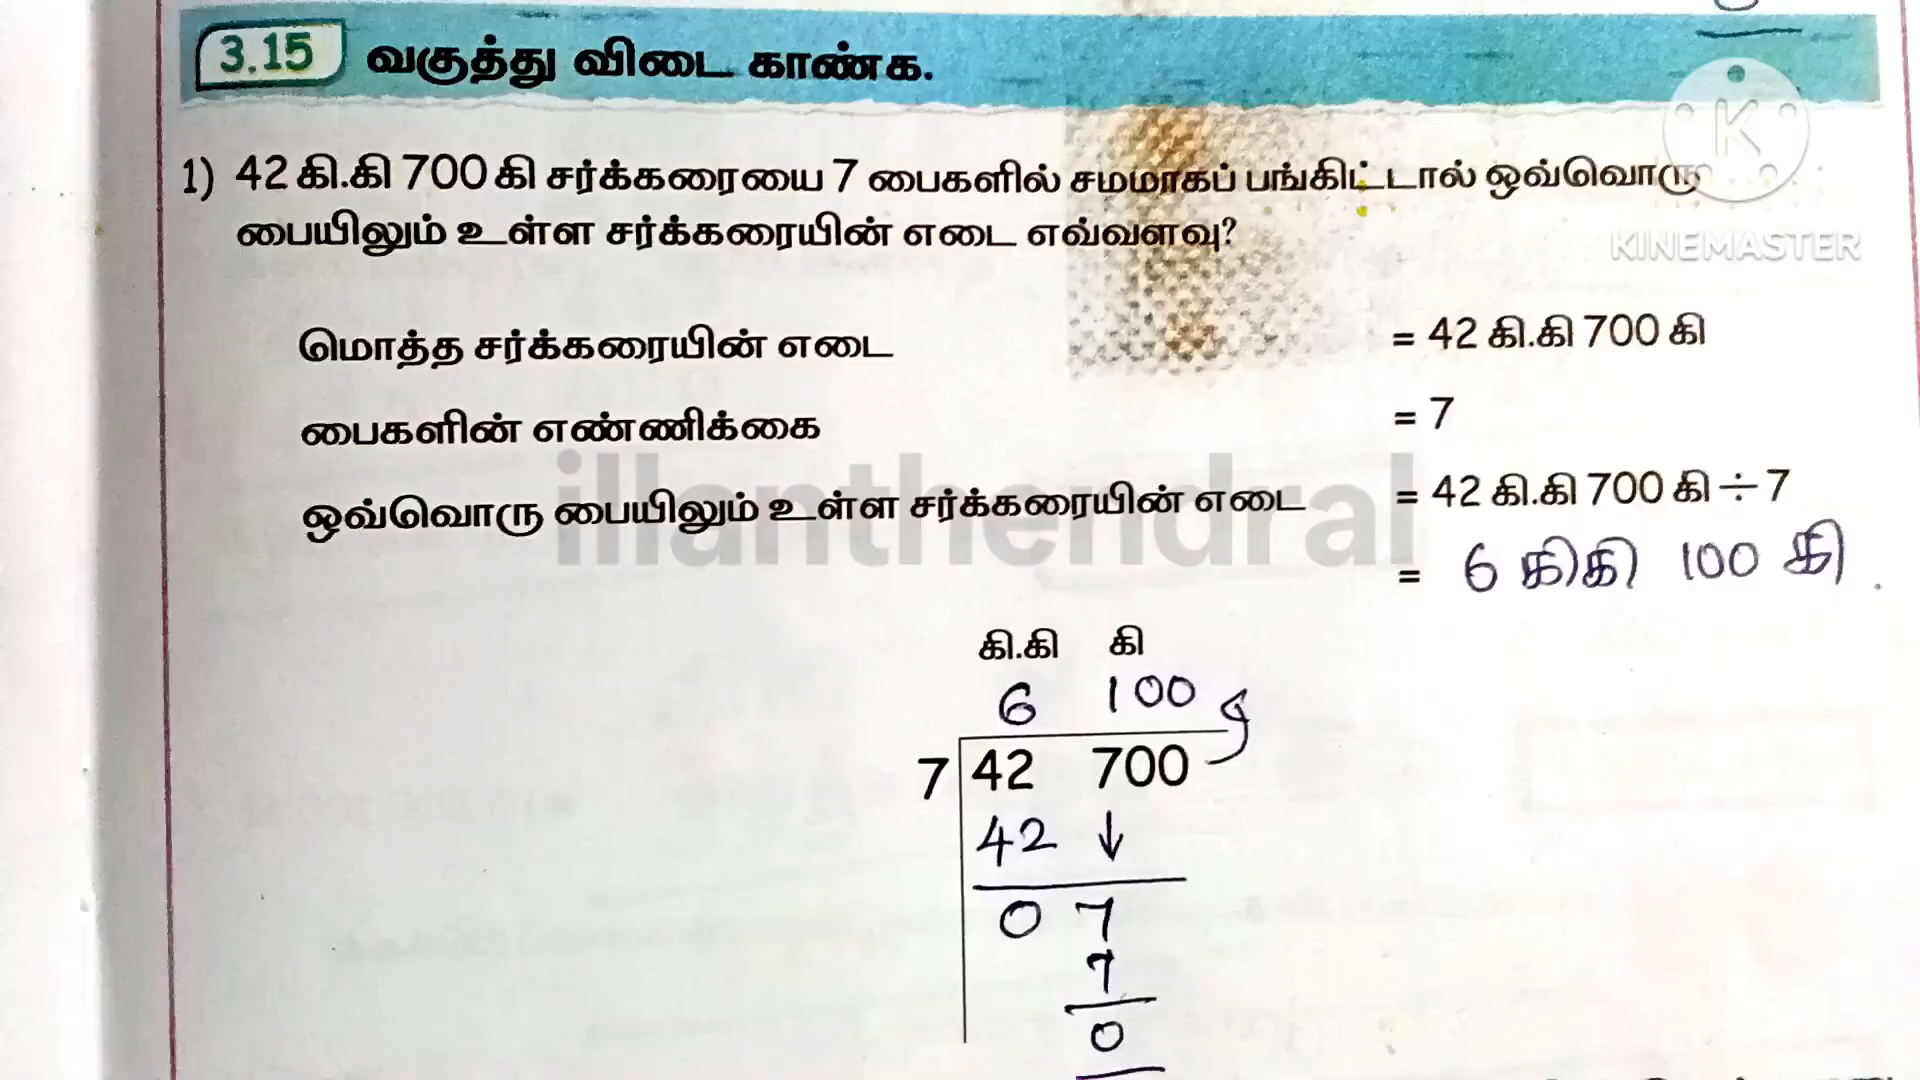 3.15 வகுத்து விடை காண்க.
1) 42 கி.கி 700 கி சர்க்கரையை 7 பைகளில் சமமாகப் பங்கிட்டால் ஒவ்வொரு
KINEMASTER
பையிலும் உள்ள சர்க்கரையின் எடை எவ்வளவு?
மொத்த சர்க்கரையின் எடை = 42 கி.கி 700 கி
பைகளின் எண்ணிக்கை = 7
illanthendral
ஒவ்வொரு பையிலும் உள்ள சர்க்கரையின் எடை = 42 கி.கி 700 கி ÷ 7
= 6 கிகி 100 கி
கி.கி கி
6 100
7 42 700
42 ↓
0 7
7
0